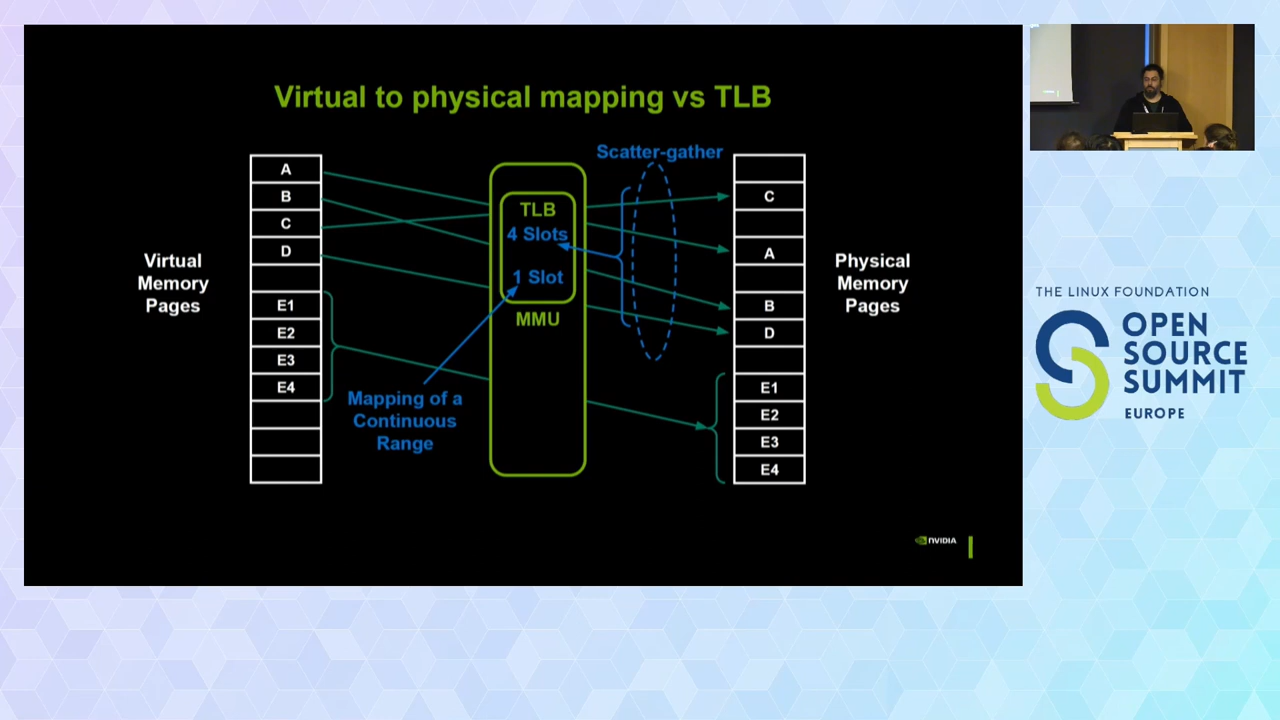 Virtual to physical mapping vs TLB
Scatter-gather
A
B
C
D
E1
E2
E3
E4
Virtual
Memory
Pages
TLB
4 Slots
1 Slot
MMU
Mapping of a
Continuous
Range
C
A
B
D
E1
E2
E3
E4
Physical
Memory
Pages
NVIDIA
THE LINUX FOUNDATION
OPEN
SOURCE
SUMMIT
EUROPE